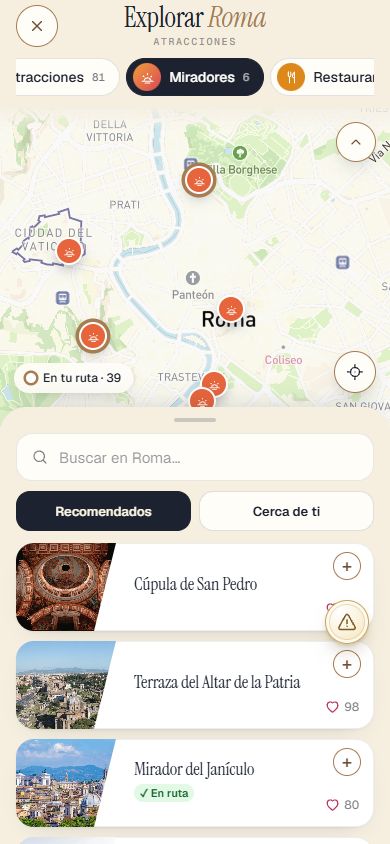 Explorar Roma
ATRACCIONES
tracciones 81
Miradores 6
Restaurar
DELLA
VITTORIA
Villa Borghese
Via N
PRATI
CIUDAD DEL
VATICANO
Panteón
Roma
Coliseo
En tu ruta · 39
TRASTEV
SAN GIOVA
Buscar en Roma...
Recomendados
Cerca de ti
Cúpula de San Pedro
Terraza del Altar de la Patria
98
Mirador del Janículo
✓ En ruta
80